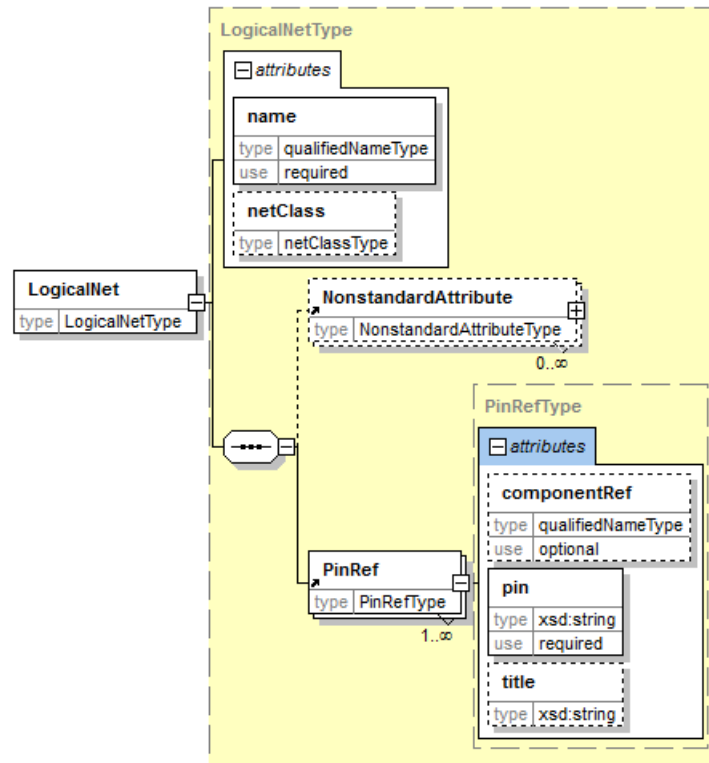 LogicalNetType
attributes
name
type qualifiedNameType
use required
netClass
type netClassType
LogicalNet
type LogicalNetType
NonstandardAttribute
type NonstandardAttributeType
0..∞
PinRefType
attributes
componentRef
type qualifiedNameType
use optional
PinRef
type PinRefType
1..∞
pin
type xsd:string
use required
title
type xsd:string